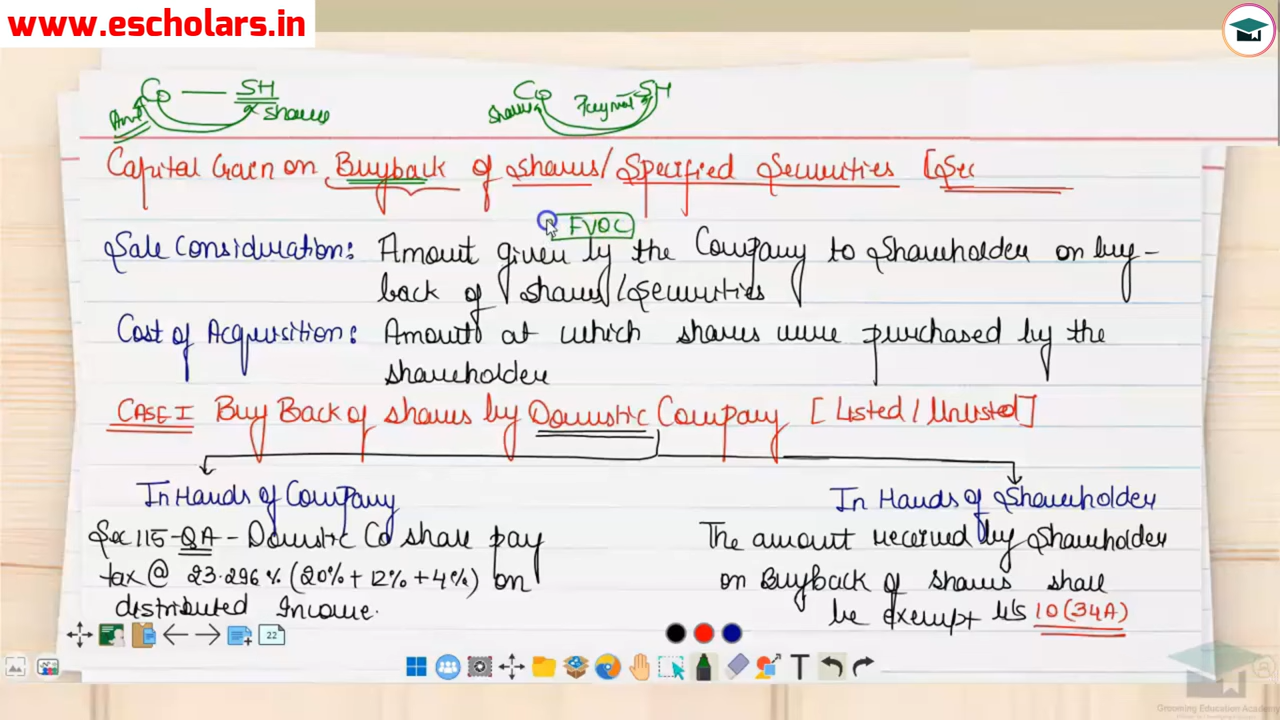 www.escholars.in
Co — SH
Amt
shares
Co SH
shares Payment
Capital Gain on Buyback of shares/Specified Securities [Sec
FVOC
Sale Consideration: Amount given by the Company to Shareholder on buy-
back of shares/Securities
Cost of Acquisition: Amount at which shares were purchased by the
shareholder
CASE I Buy Back of shares by Domestic Company [Listed/Unlisted]
In Hands of Company
In Hands of Shareholder
Sec 115-QA - Domestic Co shall pay
tax @ 23.296% (20%+12%+4%) on
distributed Income.
The amount received by Shareholder
on Buyback of shares shall
be exempt u/s 10(34A)
22
Grooming Education Academy